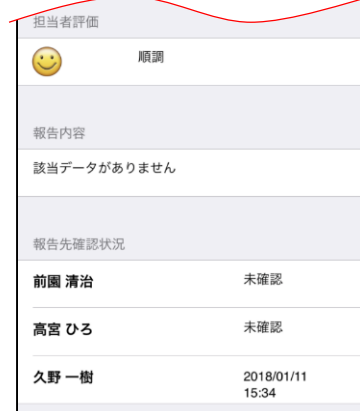 担当者評価
順調
報告内容
該当データがありません
報告先確認状況
前園 清治 未確認
高宮 ひろ 未確認
久野 一樹 2018/01/11
15:34